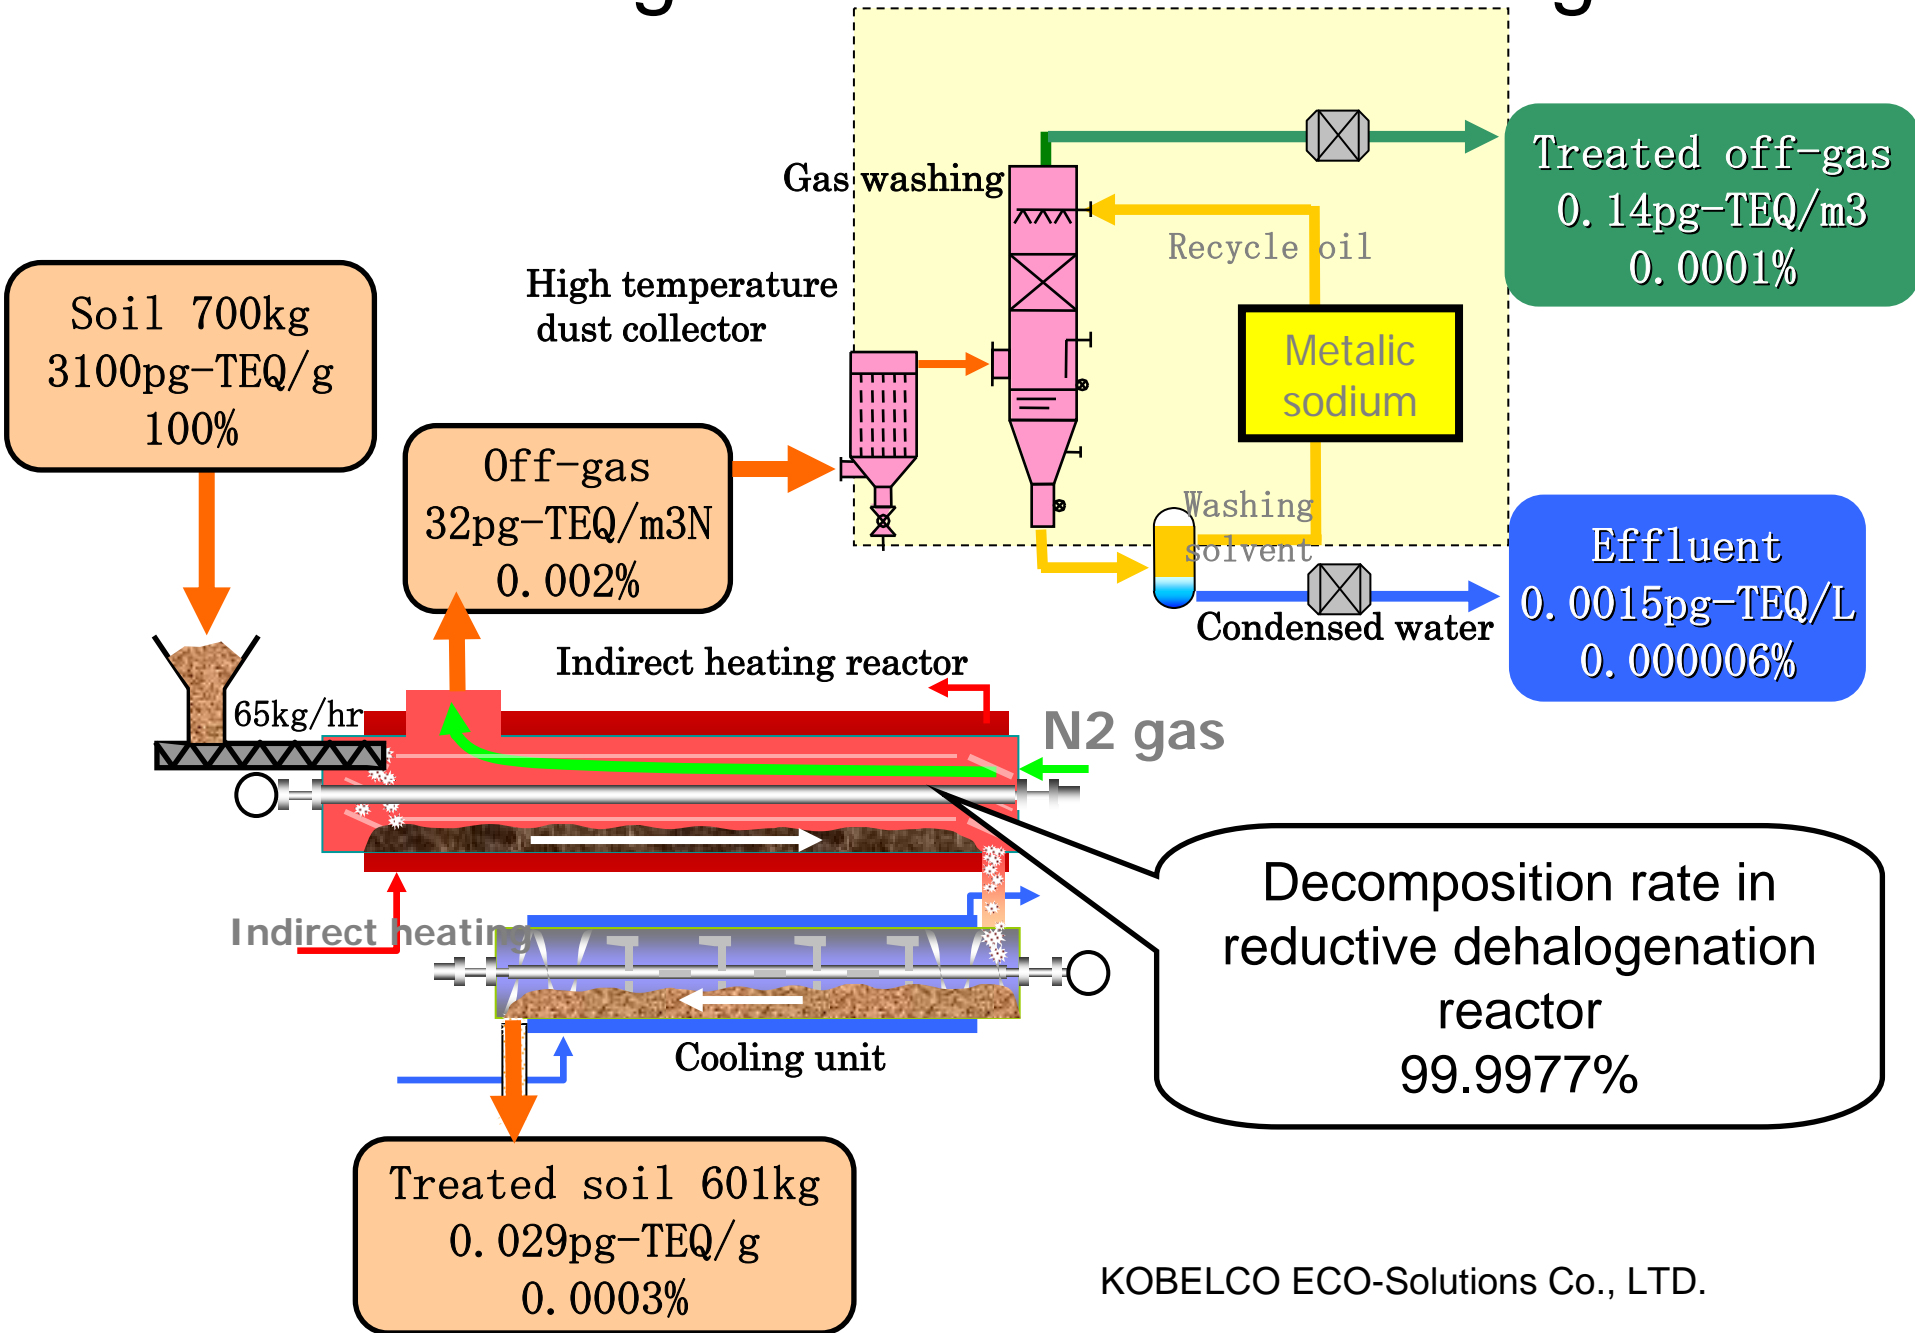 Gas washing
Treated off-gas
0.14pg-TEQ/m3
0.0001%
Recycle oil
High temperature
dust collector
Soil 700kg
3100pg-TEQ/g
100%
Metalic
sodium
Off-gas
32pg-TEQ/m3N
0.002%
Washing
solvent
Effluent
0.0015pg-TEQ/L
0.000006%
Condensed water
Indirect heating reactor
65kg/hr
N2 gas
Decomposition rate in
reductive dehalogenation
reactor
99.9977%
Indirect heating
Cooling unit
Treated soil 601kg
0.029pg-TEQ/g
0.0003%
KOBELCO ECO-Solutions Co., LTD.